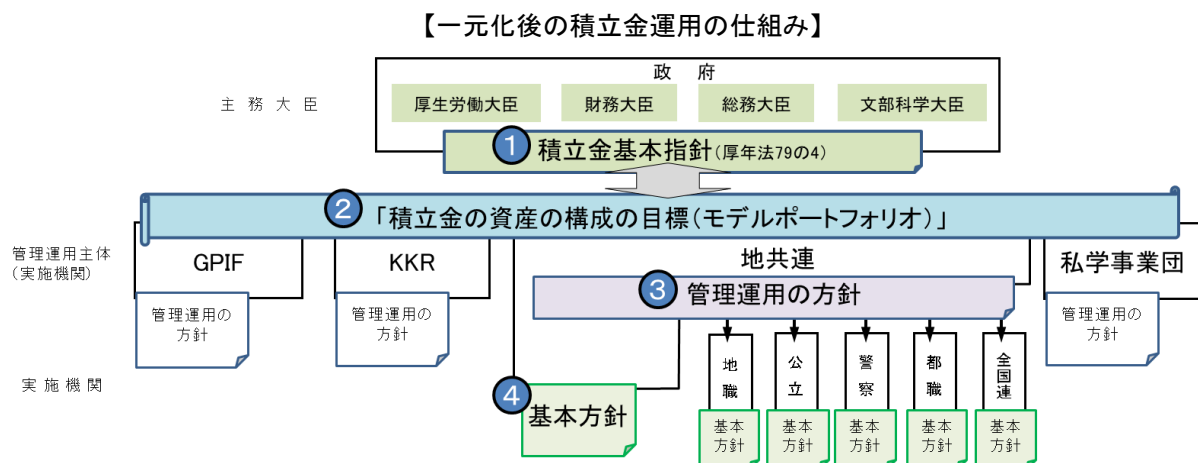 【一元化後の積立金運用の仕組み】
政府
主務大臣
厚生労働大臣
財務大臣
総務大臣
文部科学大臣
① 積立金基本指針(厚年法79の4)
② 「積立金の資産の構成の目標(モデルポートフォリオ)」
管理運用主体
(実施機関)
GPIF
KKR
地共連
私学事業団
管理運用の
方針
管理運用の
方針
③ 管理運用の方針
管理運用の
方針
実施機関
④ 基本方針
地職
公立
警察
都職
全国連
基本
方針
基本
方針
基本
方針
基本
方針
基本
方針